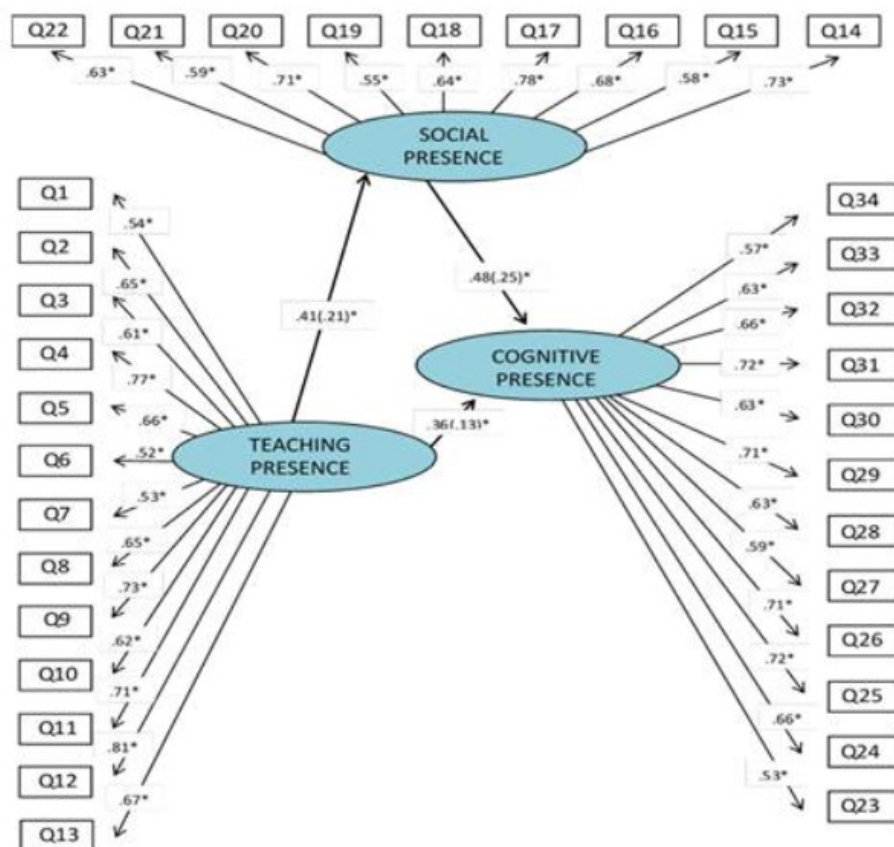 Q22 Q21 Q20 Q19 Q18 Q17 Q16 Q15 Q14
.63* .59* .71* .55* .64* .78* .68* .58* .73*
SOCIAL
PRESENCE
Q1
Q2
Q3
Q4
Q5
Q6
Q7
Q8
Q9
Q10
Q11
Q12
Q13
.54*
.65*
.61*
.77*
.66*
.52*
.53*
.65*
.73*
.62*
.71*
.81*
.67*
TEACHING
PRESENCE
.41(.21)*
.48(.25)*
.36(.13)*
COGNITIVE
PRESENCE
.57*
.63*
.66*
.72*
.63*
.71*
.63*
.59*
.71*
.72*
.66*
.53*
Q34
Q33
Q32
Q31
Q30
Q29
Q28
Q27
Q26
Q25
Q24
Q23